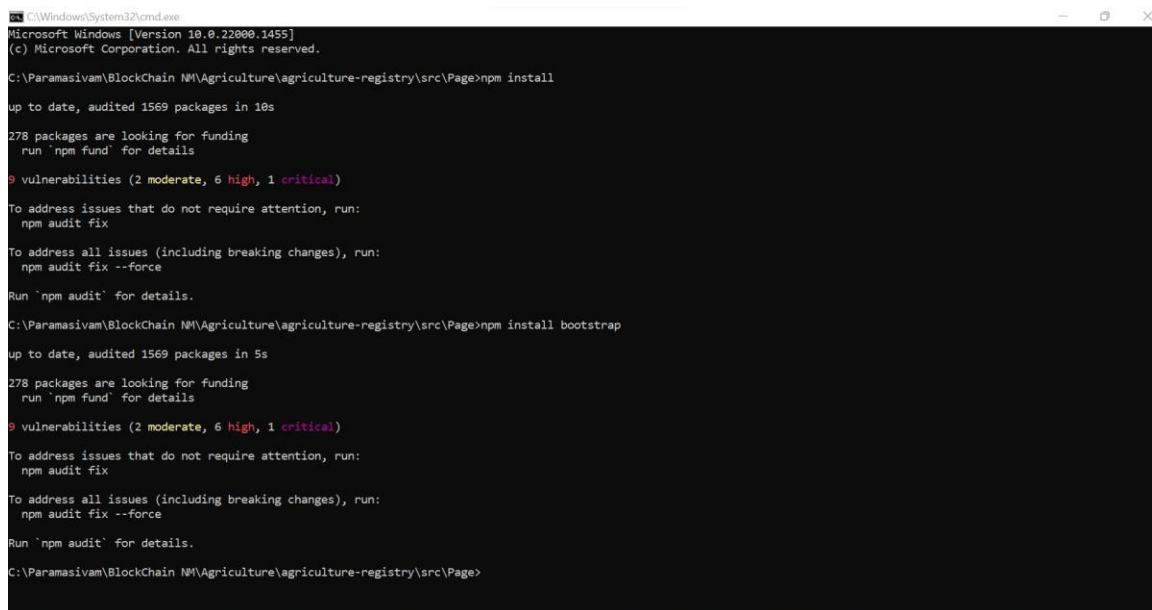 C:\Windows\System32\cmd.exe
Microsoft Windows [Version 10.0.22000.1455]
(c) Microsoft Corporation. All rights reserved.
C:\Paramasivam\BlockChain NM\Agriculture\agriculture-registry\src\Page>npm install
up to date, audited 1569 packages in 10s
278 packages are looking for funding
run `npm fund` for details
9 vulnerabilities (2 moderate, 6 high, 1 critical)
To address issues that do not require attention, run:
npm audit fix
To address all issues (including breaking changes), run:
npm audit fix --force
Run `npm audit` for details.
C:\Paramasivam\BlockChain NM\Agriculture\agriculture-registry\src\Page>npm install bootstrap
up to date, audited 1569 packages in 5s
278 packages are looking for funding
run `npm fund` for details
9 vulnerabilities (2 moderate, 6 high, 1 critical)
To address issues that do not require attention, run:
npm audit fix
To address all issues (including breaking changes), run:
npm audit fix --force
Run `npm audit` for details.
C:\Paramasivam\BlockChain NM\Agriculture\agriculture-registry\src\Page>